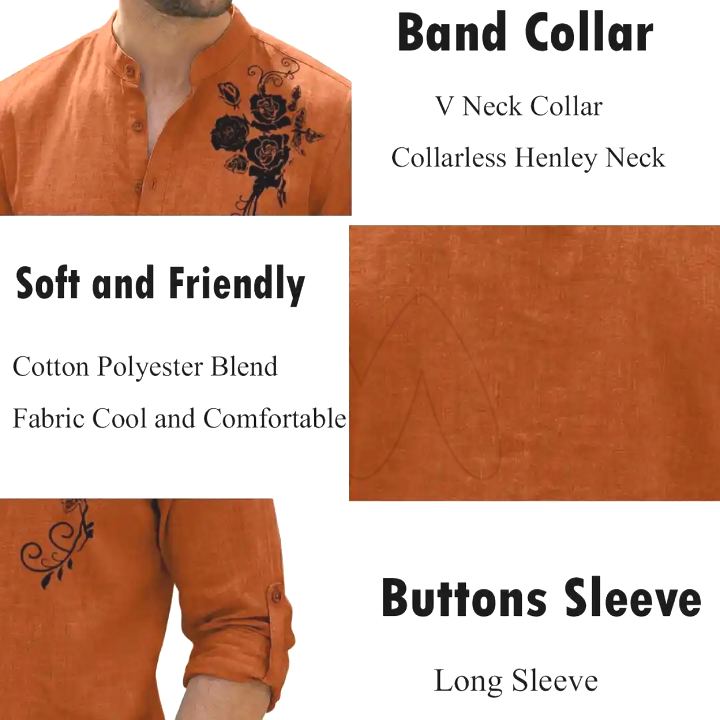 Band Collar
V Neck Collar
Collarless Henley Neck
Soft and Friendly
Cotton Polyester Blend
Fabric Cool and Comfortable
Buttons Sleeve
Long Sleeve